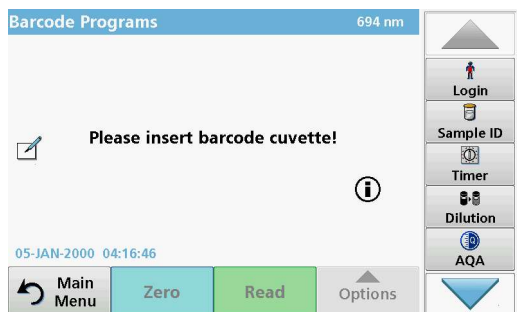 Barcode Programs 694 nm
Please insert barcode cuvette!
05-JAN-2000 04:16:46
Main
Menu
Zero
Read
Options
Login
Sample ID
Timer
Dilution
AQA